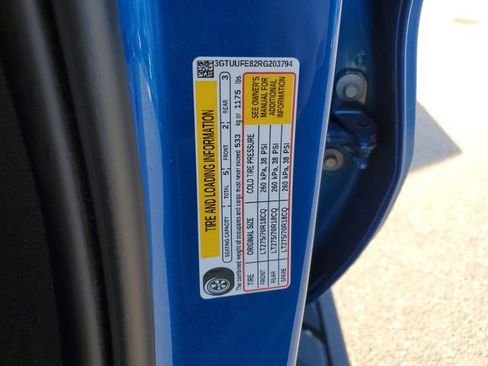 3GTUUFE82RG203794
TIRE AND LOADING INFORMATION
SEATING CAPACITY TOTAL 5 FRONT 2 REAR 3
The combined weight of occupants and cargo must never exceed 533 kg or 1175 lbs
TIRE ORIGINAL SIZE COLD TIRE PRESSURE
FRONT LT275/70R18CQ 260 kPa, 38 PSI
REAR LT275/70R18CQ 260 kPa, 38 PSI
SPARE LT275/70R18CQ 260 kPa, 38 PSI
SEE OWNER'S
MANUAL FOR
ADDITIONAL
INFORMATION